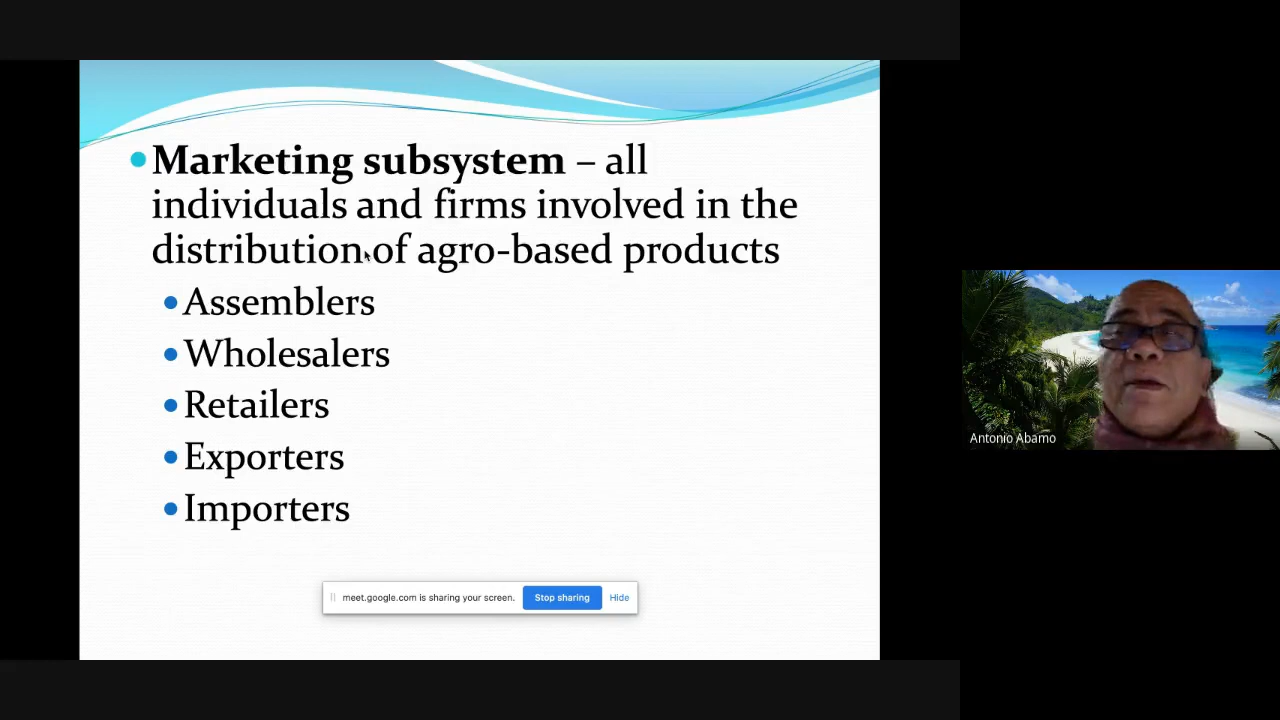 Marketing subsystem – all
individuals and firms involved in the
distribution of agro-based products
Assemblers
Wholesalers
Retailers
Exporters
Importers
meet.google.com is sharing your screen. Stop sharing Hide
Antonio Abamo